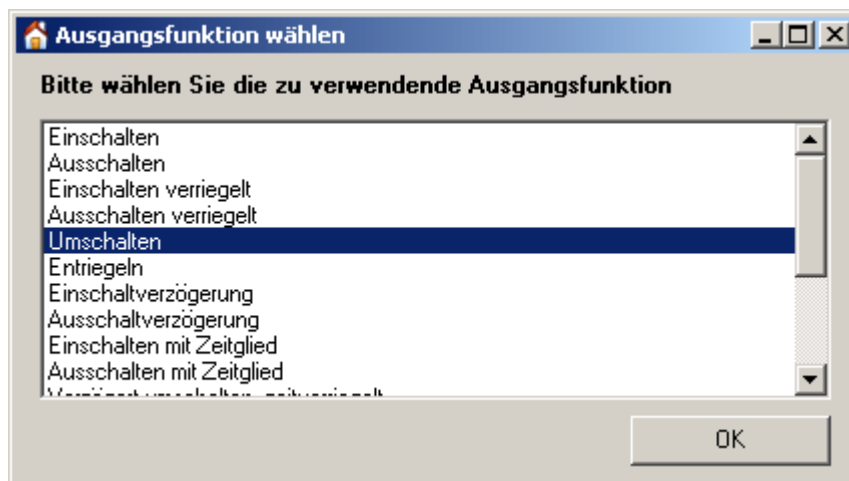 Ausgangsfunktion wählen
Bitte wählen Sie die zu verwendende Ausgangsfunktion
Einschalten
Ausschalten
Einschalten verriegelt
Ausschalten verriegelt
Umschalten
Entriegeln
Einschaltverzögerung
Ausschaltverzögerung
Einschalten mit Zeitglied
Ausschalten mit Zeitglied
OK